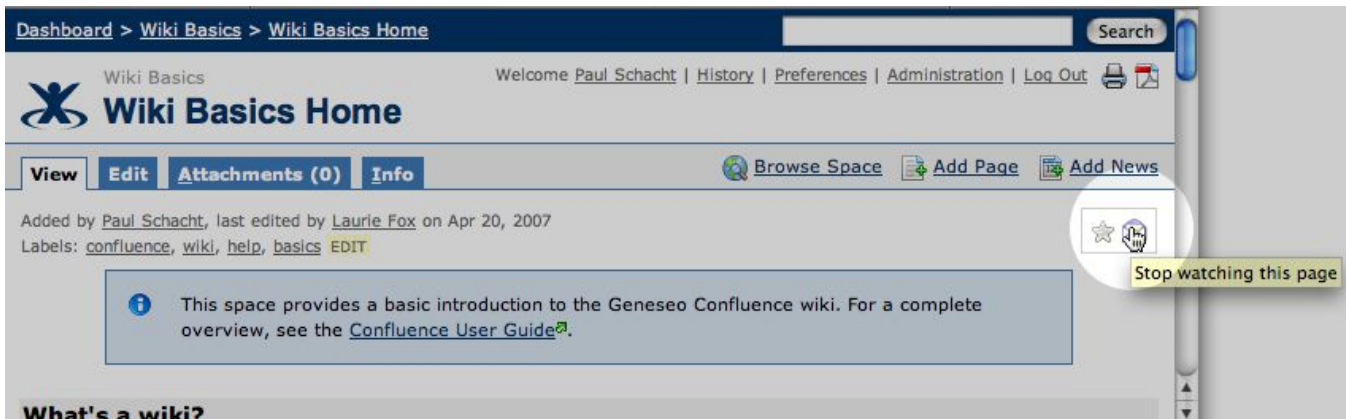 Dashboard > Wiki Basics > Wiki Basics Home
Search
Wiki Basics
Welcome Paul Schacht | History | Preferences | Administration | Log Out
Wiki Basics Home
View Edit Attachments (0) Info
Browse Space Add Page Add News
Added by Paul Schacht, last edited by Laurie Fox on Apr 20, 2007
Labels: confluence, wiki, help, basics EDIT
Stop watching this page
This space provides a basic introduction to the Geneseo Confluence wiki. For a complete
overview, see the Confluence User Guide.
What's a wiki?